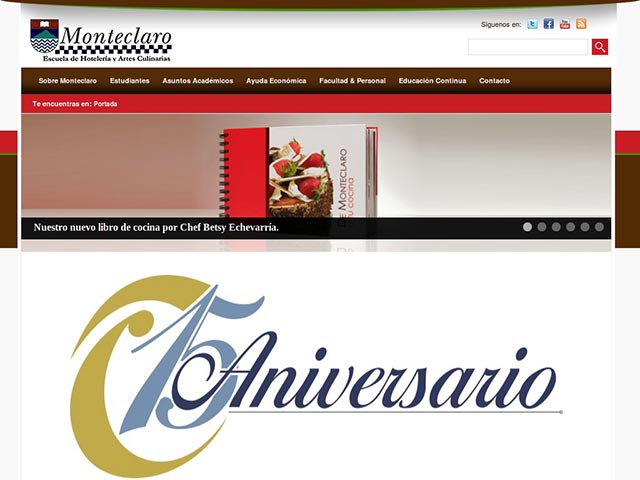 Monteclaro
Escuela de Hotelería y Artes Culinarias
Siguenos en:
Sobre Monteclaro Estudiantes Asuntos Académicos Ayuda Económica Facultad & Personal Educación Continua Contacto
Te encuentras en: Portada
DE MONTECLARO
tu cocina
Nuestro nuevo libro de cocina por Chef Betsy Echevarría.
15 Aniversario